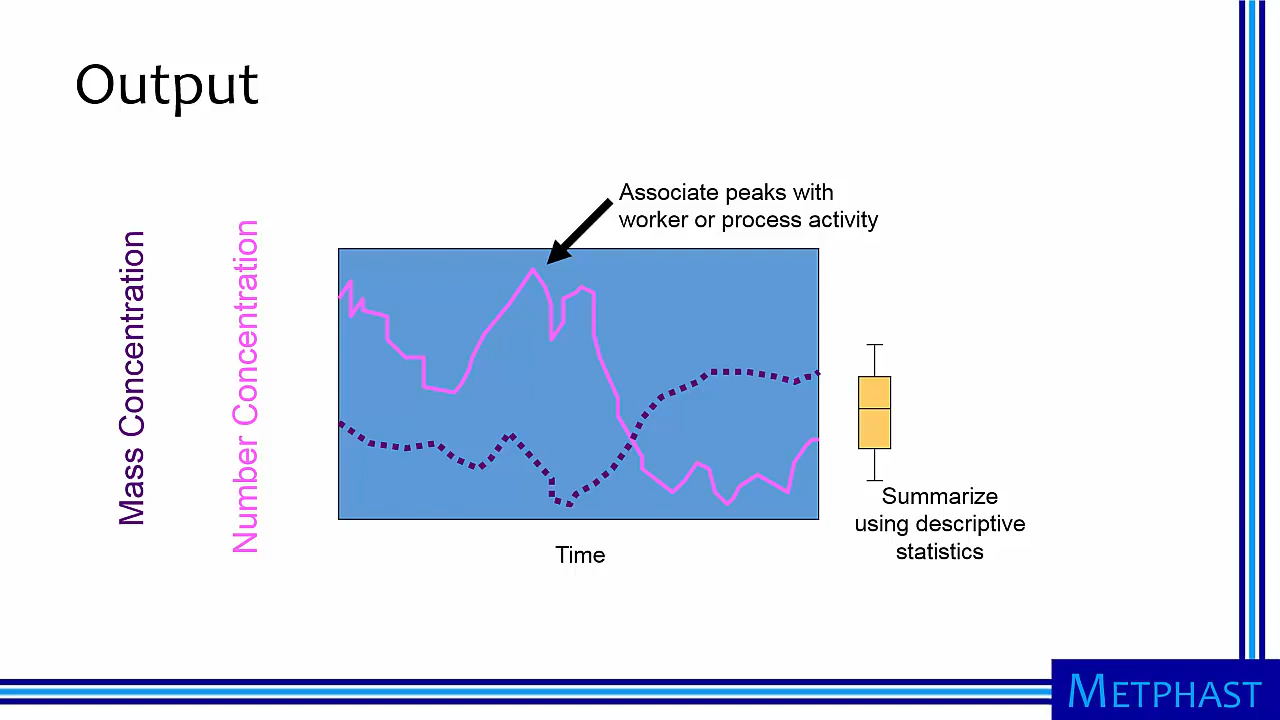 Output
Associate peaks with
worker or process activity
Mass Concentration
Number Concentration
Time
Summarize
using descriptive
statistics
METPHAST